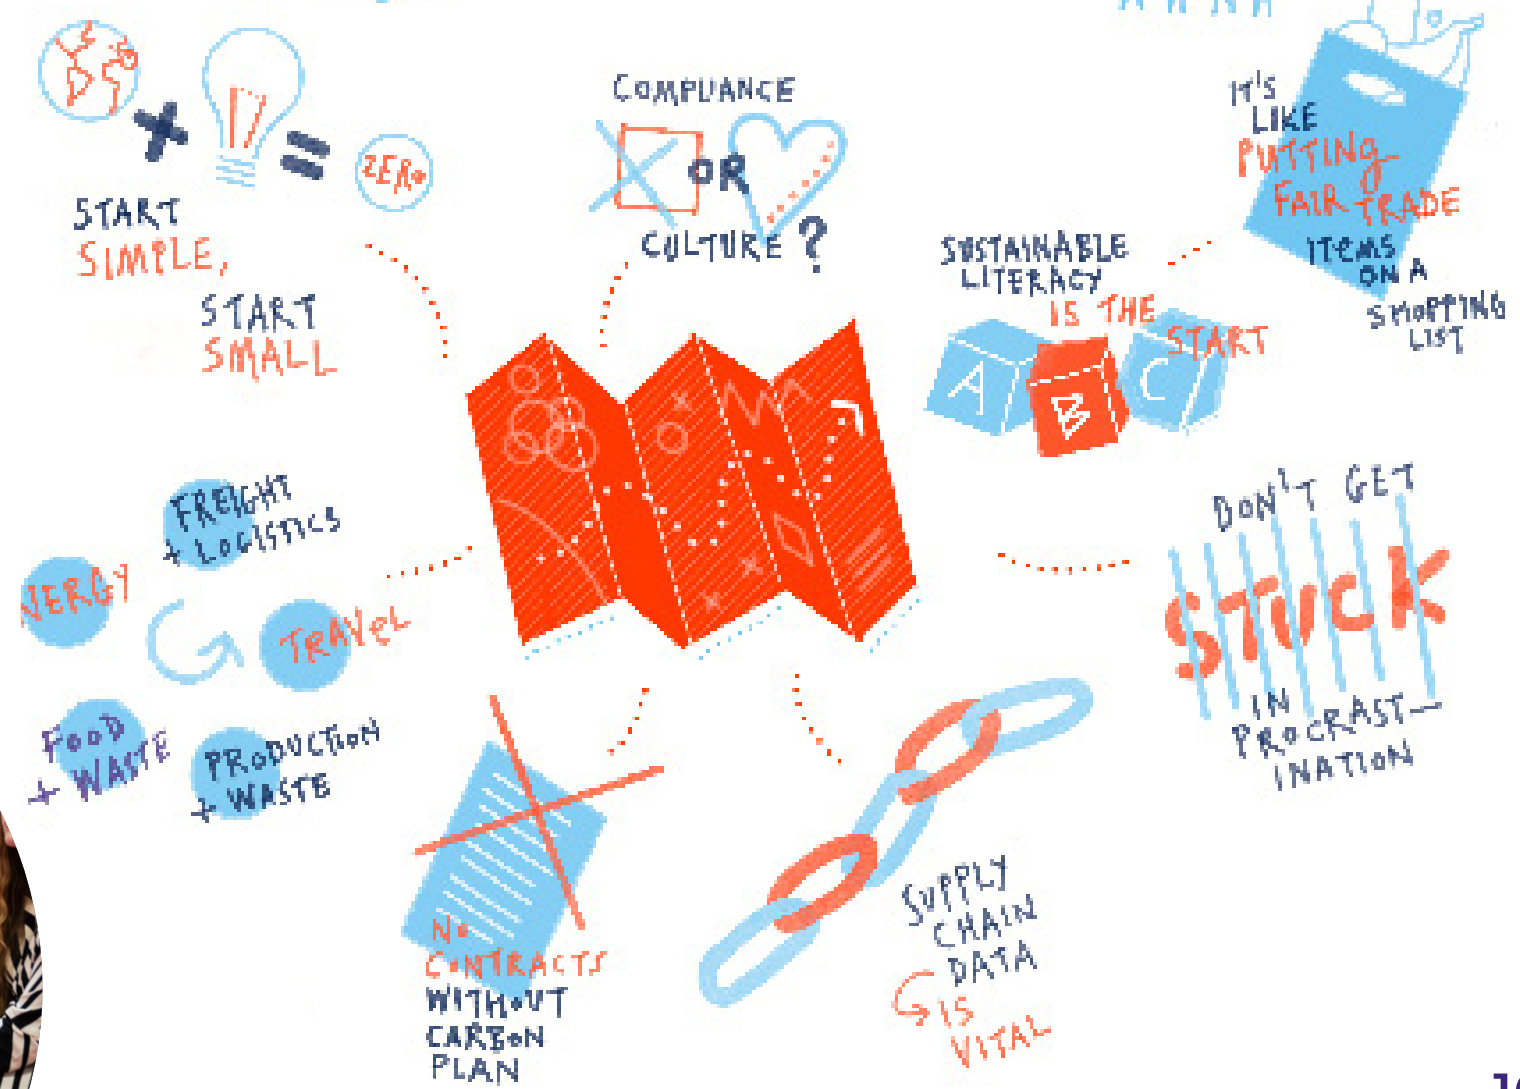 ZERO
START
SIMPLE,
START
SMALL
COMPLIANCE
OR
CULTURE?
SUSTAINABLE
LITERACY
IS THE
START
A B C
IT'S
LIKE
PUTTING
FAIR TRADE
ITEMS
ON A
SHOPPING
LIST
FREIGHT
+ LOGISTICS
NERGY
TRAVEL
FOOD
+ WASTE
PRODUCTION
+ WASTE
DON'T GET
STUCK
IN
PROCRAST—
INATION
NO
CONTRACTS
WITHOUT
CARBON
PLAN
SUPPLY
CHAIN
DATA
IS
VITAL